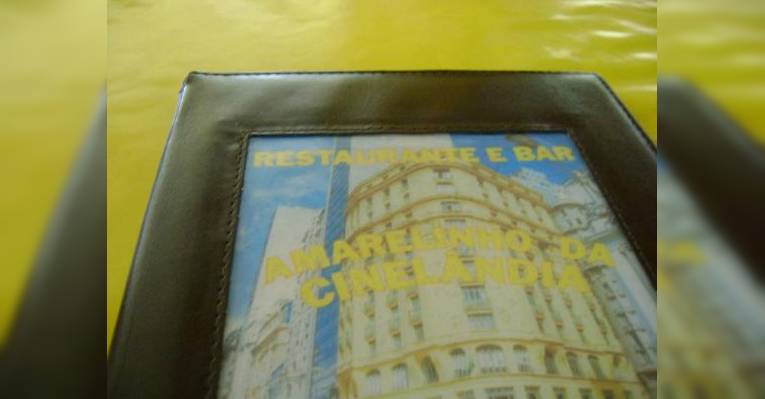 RESTAURANTE E BAR
AMARELINHO DA
CINELÂNDIA